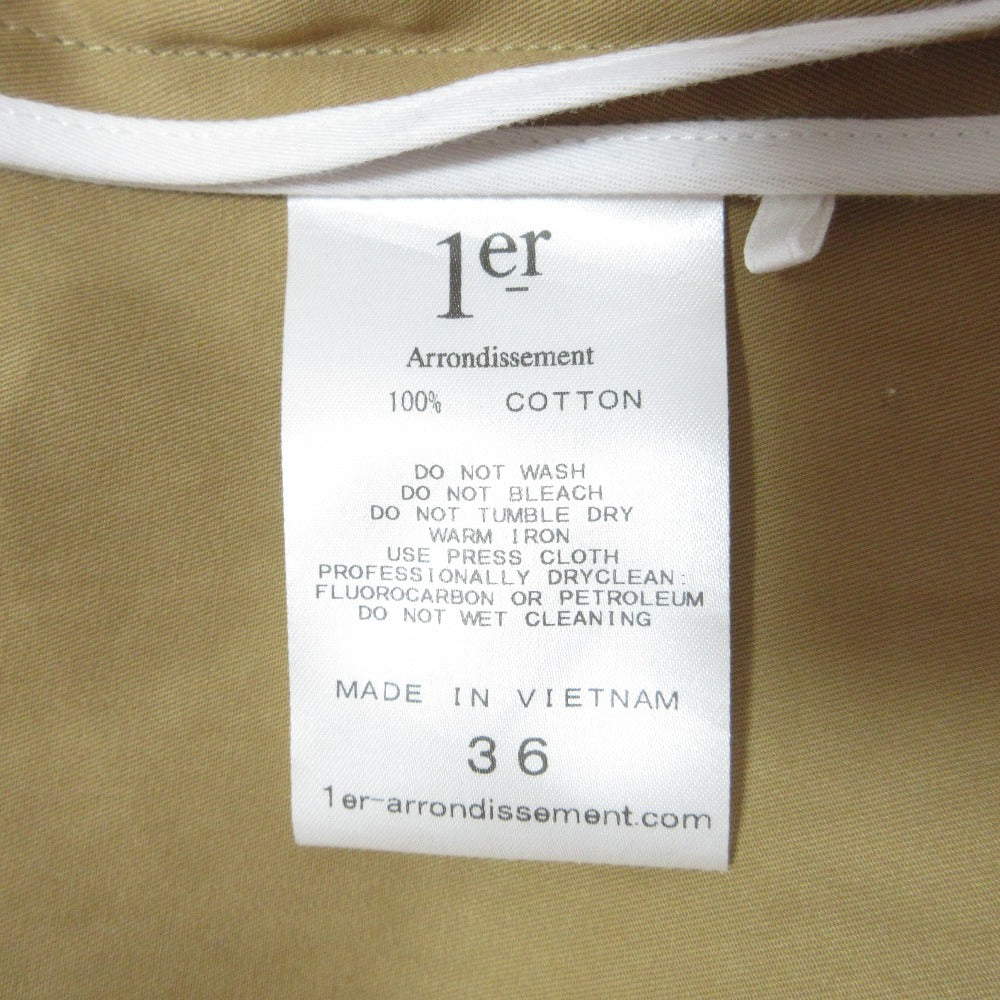 1er
Arrondissement
100% COTTON
DO NOT WASH
DO NOT BLEACH
DO NOT TUMBLE DRY
WARM IRON
USE PRESS CLOTH
PROFESSIONALLY DRYCLEAN:
FLUOROCARBON OR PETROLEUM
DO NOT WET CLEANING
MADE IN VIETNAM
36
1er-arrondissement.com